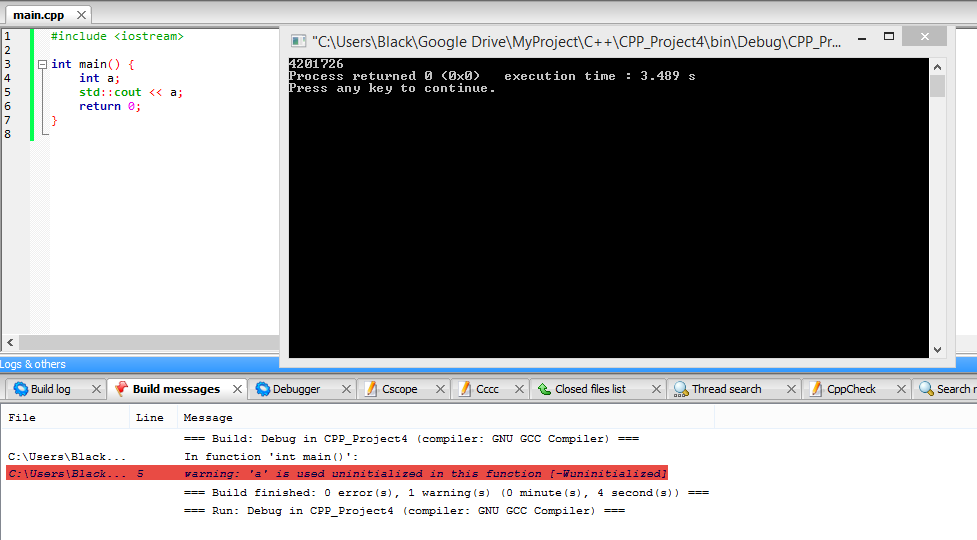 main.cpp
1 #include <iostream>
2
3 int main() {
4 int a;
5 std::cout << a;
6 return 0;
7 }
8
"C:\Users\Black\Google Drive\MyProject\C++\CPP_Project4\bin\Debug\CPP_Pr...
4201726
Process returned 0 (0x0) execution time : 3.489 s
Press any key to continue.
Logs & others
Build log Build messages Debugger Cscope Cccc Closed files list Thread search CppCheck Search r
File Line Message
=== Build: Debug in CPP_Project4 (compiler: GNU GCC Compiler) ===
C:\Users\Black... In function 'int main()':
C:\Users\Black... 5 warning: 'a' is used uninitialized in this function [-Wuninitialized]
=== Build finished: 0 error(s), 1 warning(s) (0 minute(s), 4 second(s)) ===
=== Run: Debug in CPP_Project4 (compiler: GNU GCC Compiler) ===